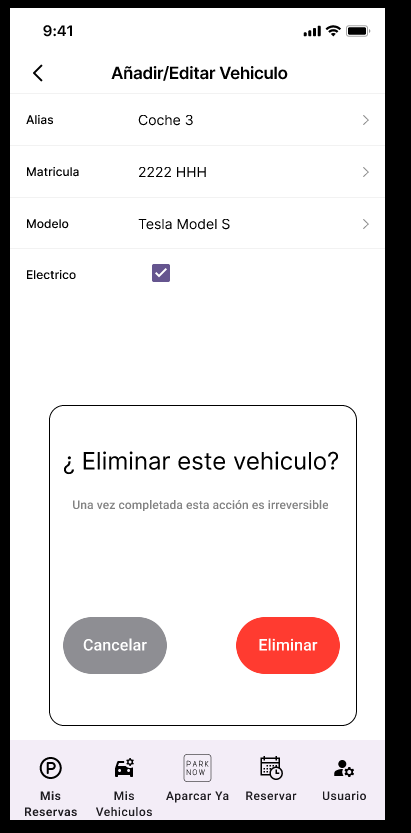 9:41
Añadir/Editar Vehiculo
Alias Coche 3
Matricula 2222 HHH
Modelo Tesla Model S
Electrico
¿ Eliminar este vehiculo?
Una vez completada esta acción es irreversible
Cancelar Eliminar
PARK
NOW
Mis Reservas
Mis Vehiculos
Aparcar Ya
Reservar
Usuario